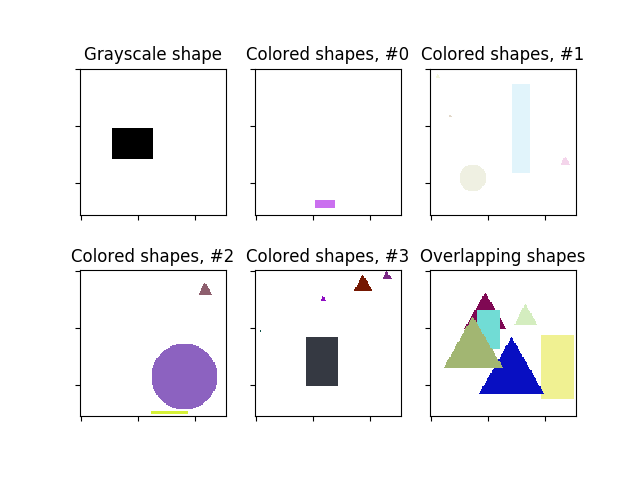 Grayscale shape
Colored shapes, #0
Colored shapes, #1
Colored shapes, #2
Colored shapes, #3
Overlapping shapes